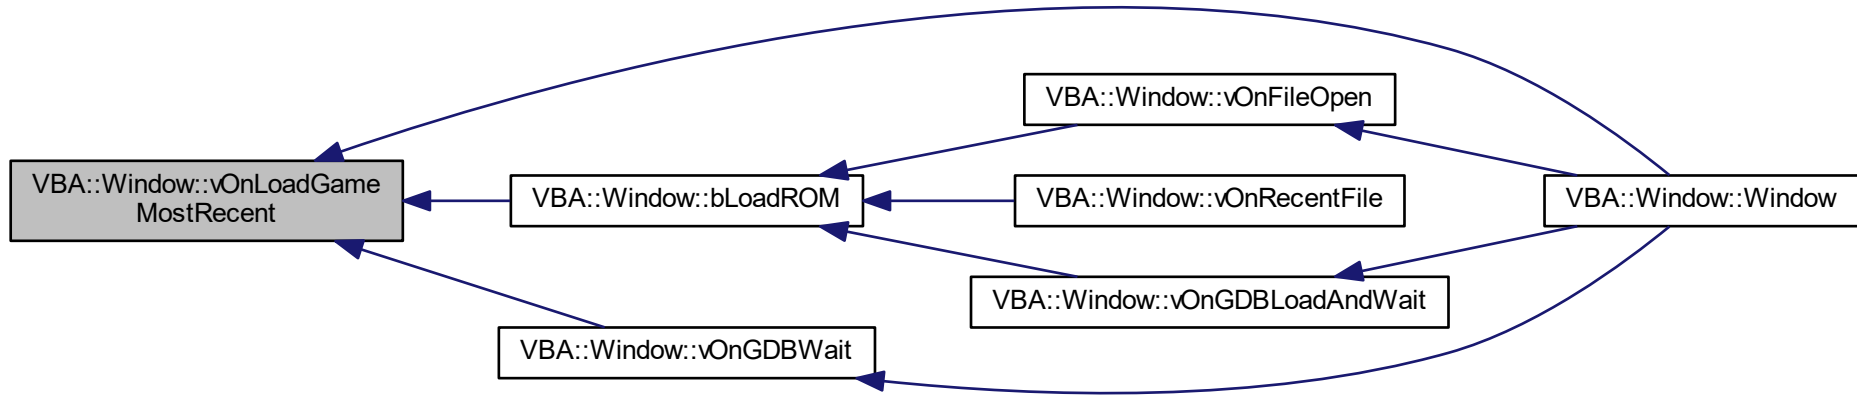 VBA::Window::vOnLoadGame
MostRecent
VBA::Window::bLoadROM
VBA::Window::vOnGDBWait
VBA::Window::vOnFileOpen
VBA::Window::vOnRecentFile
VBA::Window::vOnGDBLoadAndWait
VBA::Window::Window